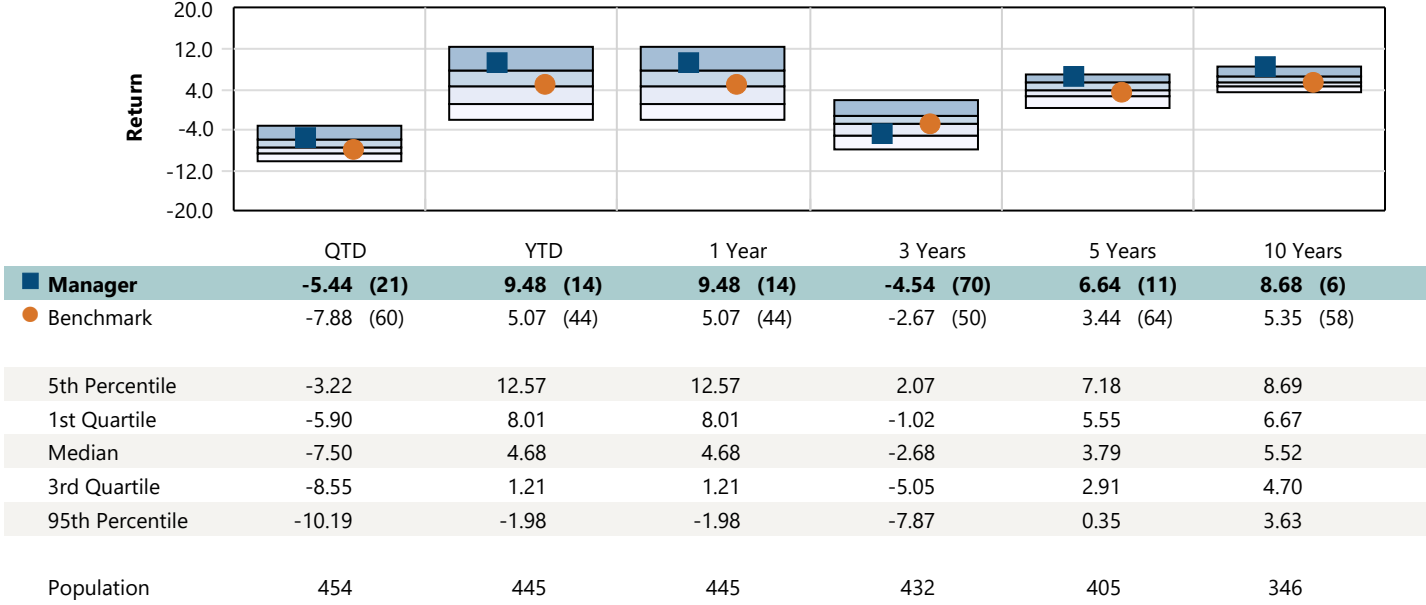 20.0
12.0
4.0
-4.0
-12.0
-20.0
Return
QTD YTD 1 Year 3 Years 5 Years 10 Years
Manager -5.44 (21) 9.48 (14) 9.48 (14) -4.54 (70) 6.64 (11) 8.68 (6)
Benchmark -7.88 (60) 5.07 (44) 5.07 (44) -2.67 (50) 3.44 (64) 5.35 (58)
5th Percentile -3.22 12.57 12.57 2.07 7.18 8.69
1st Quartile -5.90 8.01 8.01 -1.02 5.55 6.67
Median -7.50 4.68 4.68 -2.68 3.79 5.52
3rd Quartile -8.55 1.21 1.21 -5.05 2.91 4.70
95th Percentile -10.19 -1.98 -1.98 -7.87 0.35 3.63
Population 454 445 445 432 405 346